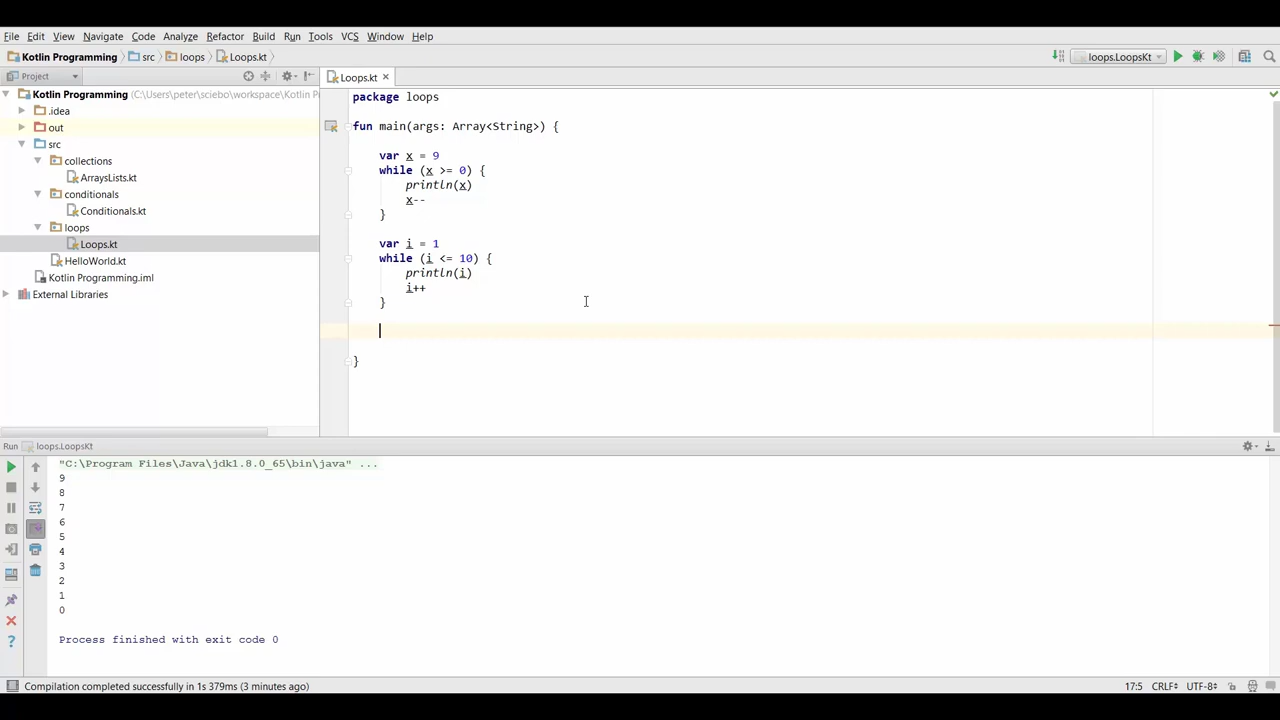 File Edit View Navigate Code Analyze Refactor Build Run Tools VCS Window Help
Kotlin Programming src loops Loops.kt loops.LoopsKt
Project Loops.kt
Kotlin Programming (C:\Users\peter\sciebo\workspace\Kotlin P
.idea
out
src
collections
ArraysLists.kt
conditionals
Conditionals.kt
loops
Loops.kt
HelloWorld.kt
Kotlin Programming.iml
External Libraries
package loops
fun main(args: Array<String>) {
var x = 9
while (x >= 0) {
println(x)
x--
}
var i = 1
while (i <= 10) {
println(i)
i++
}
}
Run loops.LoopsKt
"C:\Program Files\Java\jdk1.8.0_65\bin\java" ...
9
8
7
6
5
4
3
2
1
0
Process finished with exit code 0
Compilation completed successfully in 1s 379ms (3 minutes ago) 17:5 CRLF UTF-8